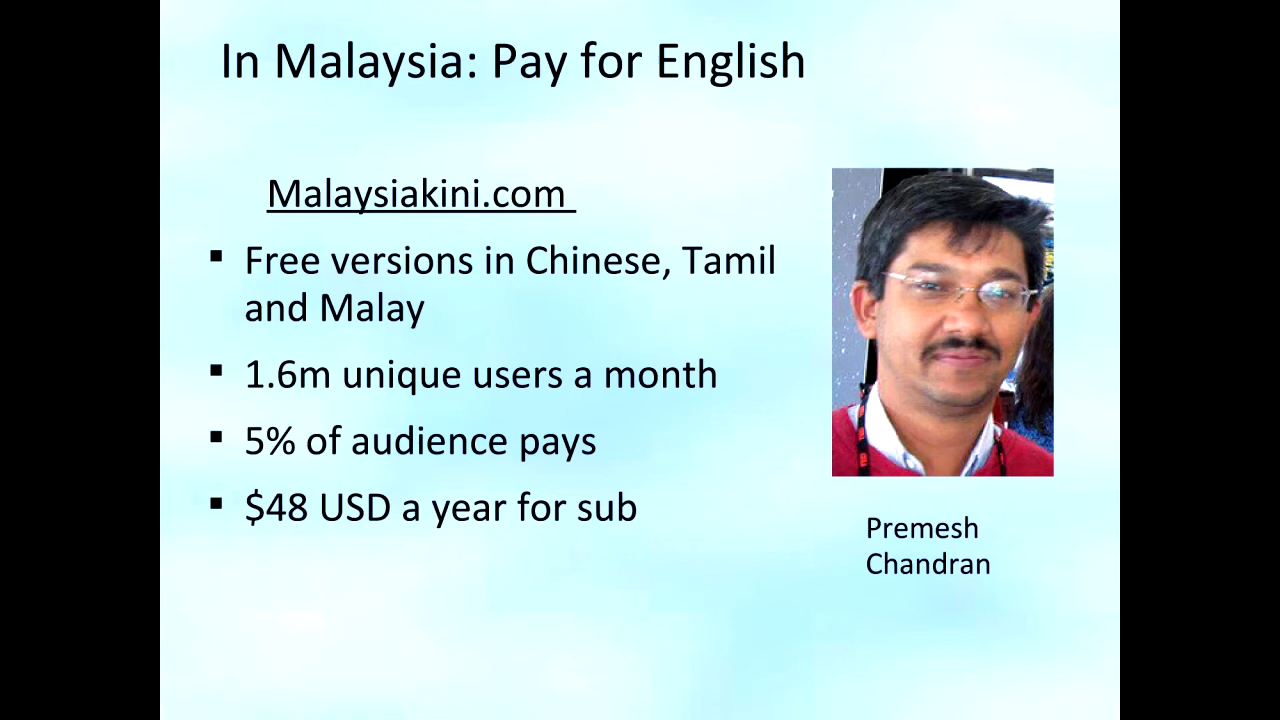 In Malaysia: Pay for English
Malaysiakini.com
▪ Free versions in Chinese, Tamil
and Malay
▪ 1.6m unique users a month
▪ 5% of audience pays
▪ $48 USD a year for sub
Premesh
Chandran